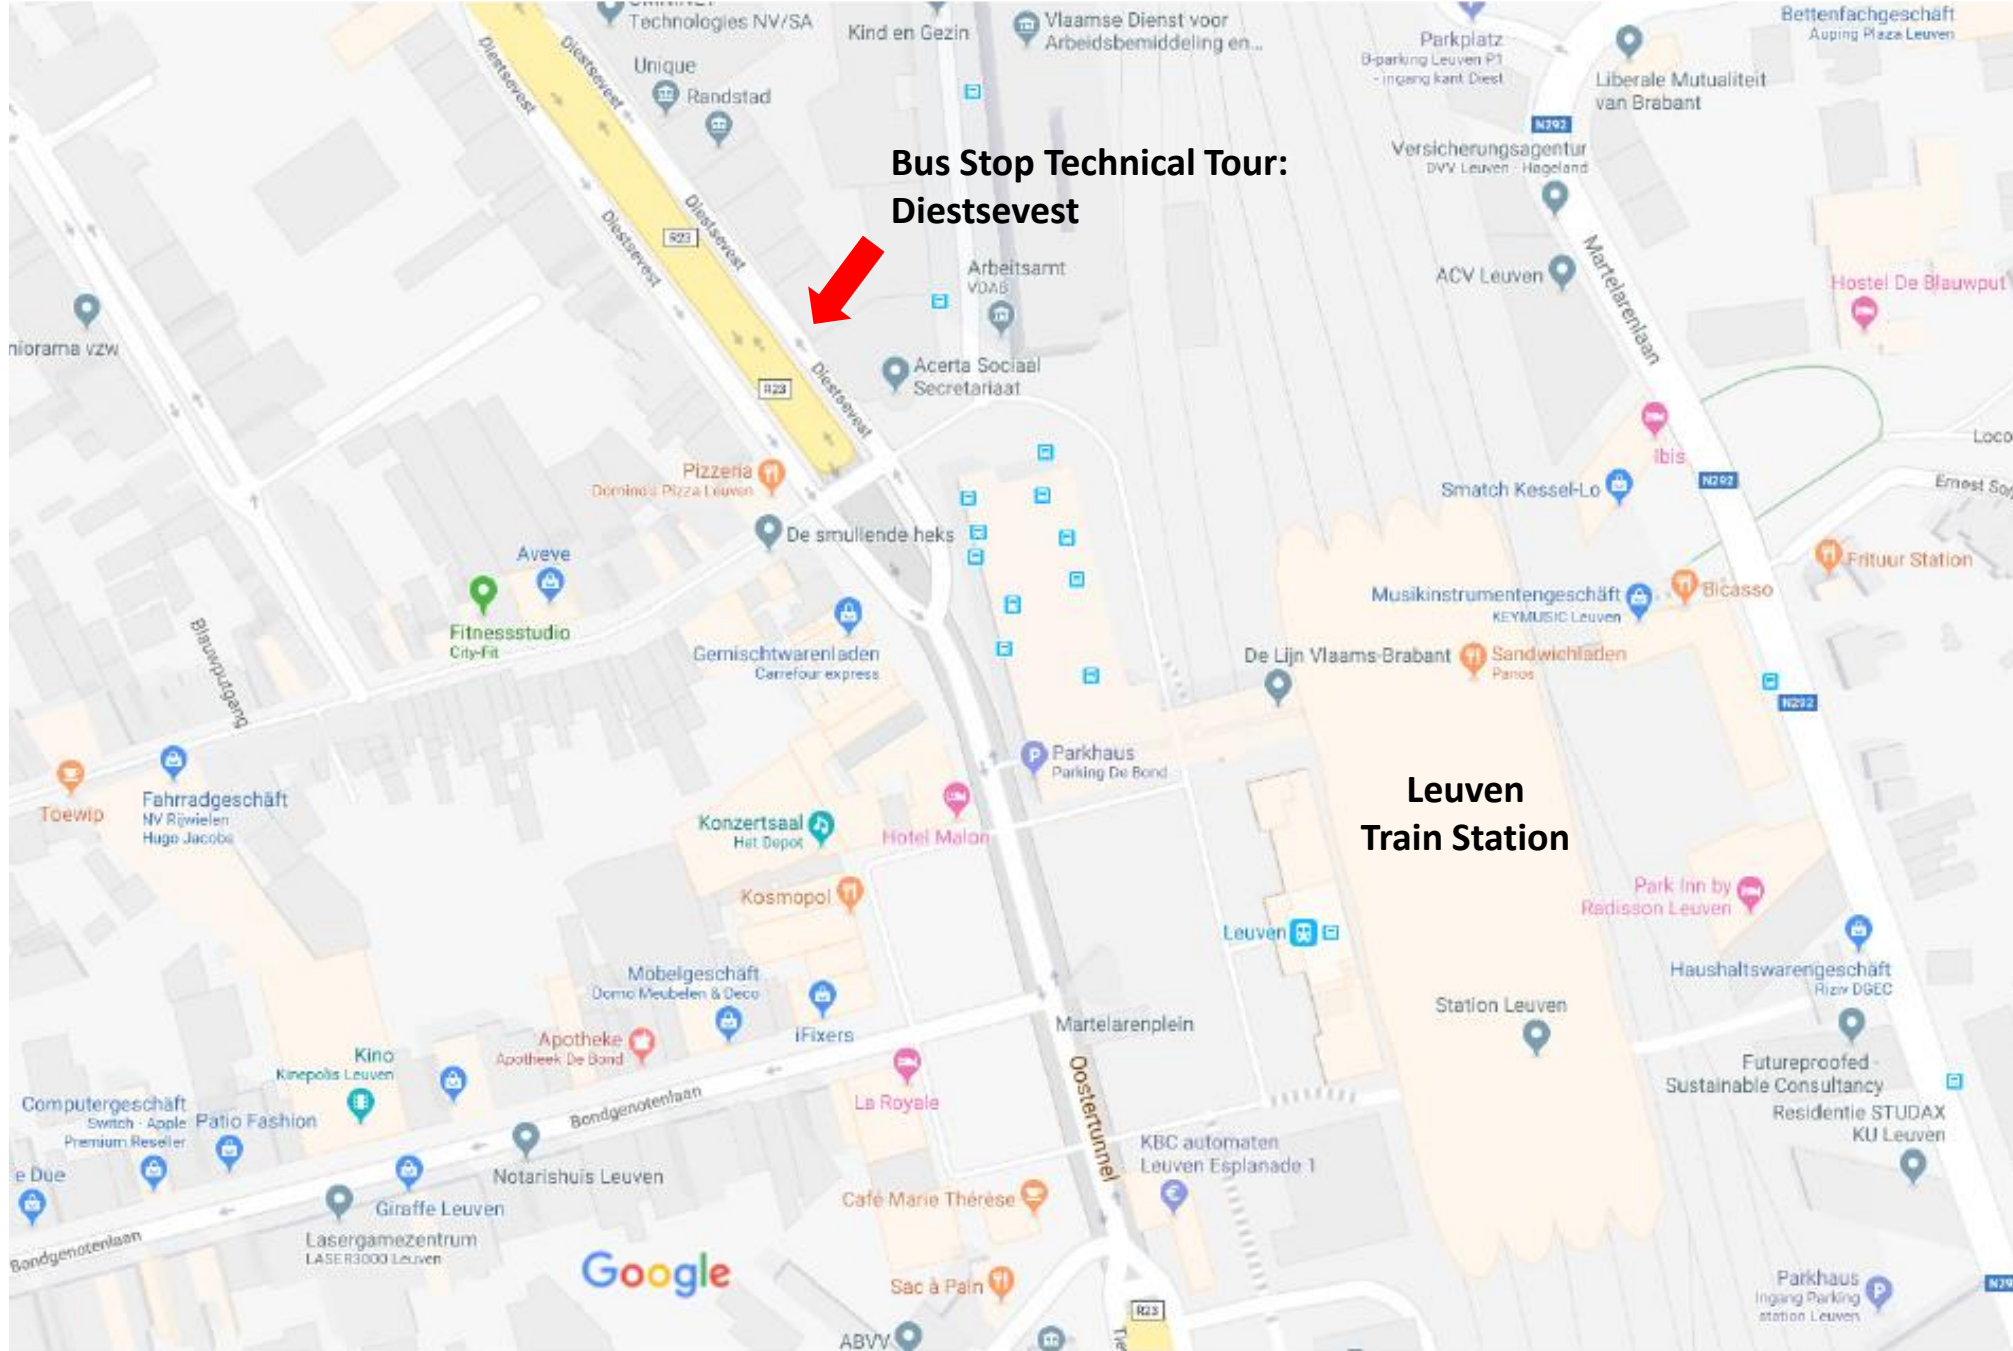 Technologies NV/SA
Kind en Gezin
Vlaamse Dienst voor
Arbeidsbemiddeling en...
Parkplatz
B-parking Leuven P1
- ingang kant Diest
Bettenfachgeschäft
Auping Plaza Leuven
Liberale Mutualiteit
van Brabant
Diestsevest
Diestsevest
Unique
Randstad
N292
Versicherungsagentur
DVV Leuven - Hageland
Bus Stop Technical Tour:
Diestsevest
Diestsevest
Diestsevest
R23
Arbeitsamt
VDAB
ACV Leuven
Martelarenlaan
Hostel De Blauwput
niorama vzw
Acerta Sociaal
Secretariaat
R23
Diestsevest
Ibis
Loco
Pizzeria
Domino's Pizza Leuven
Smatch Kessel-Lo
N292
Ernest
De smullende heks
Aveve
Frituur Station
Musikinstrumentengeschäft
KEYMUSIC Leuven
Bicasso
Fitnessstudio
City-Fit
Blauwputgang
Gemischtwarenladen
Carrefour express
De Lijn Vlaams-Brabant
Sandwichladen
Panos
N292
Parkhaus
Parking De Bond
Toewip
Fahrradgeschäft
NV Rijwielen
Hugo Jacobs
Konzertsaal
Het Depot
Hotel Malon
Leuven
Train Station
Kosmopol
Park Inn by
Radisson Leuven
Leuven
Möbelgeschäft
Domo Meubelen & Deco
iFixers
Haushaltswarengeschäft
Riziv DGEC
Station Leuven
Martelarenplein
Apotheke
Apotheek De Bond
Kino
Kinepolis Leuven
Oostertunnel
Futureproofed -
Sustainable Consultancy
Computergeschäft
Switch - Apple
Premium Reseller
Patio Fashion
Bondgenotenlaan
La Royale
Residentie STUDAX
KU Leuven
KBC automaten
Leuven Esplanade 1
e Due
Notarishuis Leuven
Giraffe Leuven
Café Marie Thérèse
Lasergamezentrum
LASER3000 Leuven
Bondgenotenlaan
Google
Sac à Pain
Parkhaus
Ingang Parking
station Leuven
N29
R23
ABVV